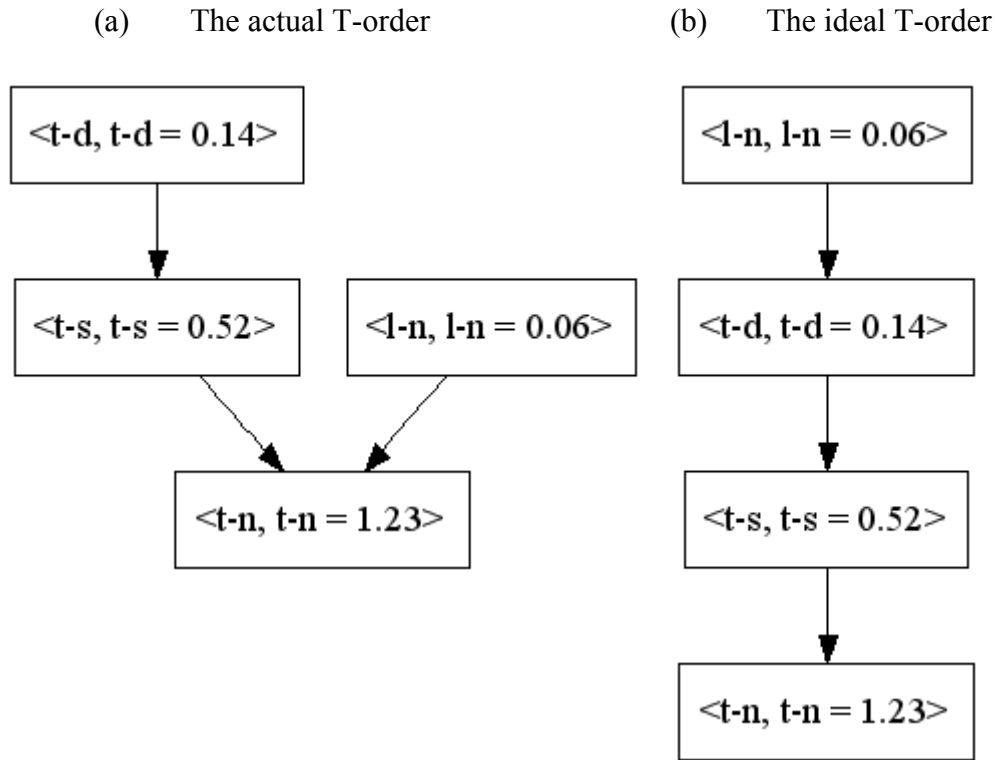 (a) The actual T-order
<t-d, t-d = 0.14>
<t-s, t-s = 0.52>
<l-n, l-n = 0.06>
<t-n, t-n = 1.23>
(b) The ideal T-order
<l-n, l-n = 0.06>
<t-d, t-d = 0.14>
<t-s, t-s = 0.52>
<t-n, t-n = 1.23>